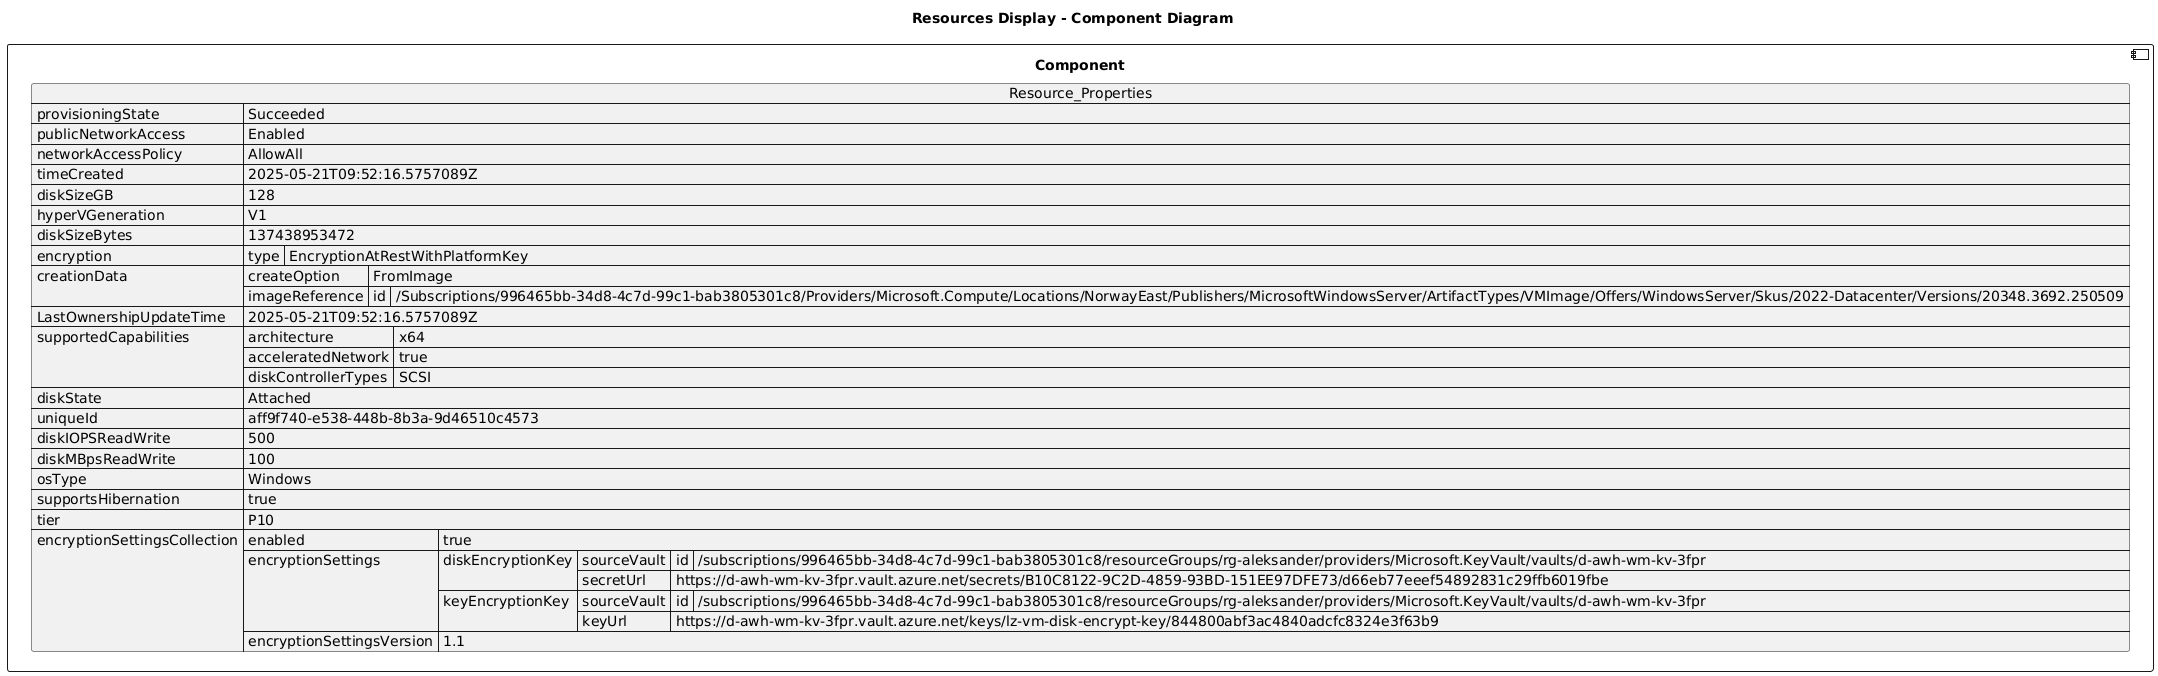 Resources Display - Component Diagram
Component
Resource_Properties
provisioningState Succeeded
publicNetworkAccess Enabled
networkAccessPolicy AllowAll
timeCreated 2025-05-21T09:52:16.5757089Z
diskSizeGB 128
hyperVGeneration V1
diskSizeBytes 137438953472
encryption type EncryptionAtRestWithPlatformKey
creationData createOption FromImage
imageReference id /Subscriptions/996465bb-34d8-4c7d-99c1-bab3805301c8/Providers/Microsoft.Compute/Locations/NorwayEast/Publishers/MicrosoftWindowsServer/ArtifactTypes/VMImage/Offers/WindowsServer/Skus/2022-Datacenter/Versions/20348.3692.250509
LastOwnershipUpdateTime 2025-05-21T09:52:16.5757089Z
supportedCapabilities architecture x64
acceleratedNetwork true
diskControllerTypes SCSI
diskState Attached
uniqueId aff9f740-e538-448b-8b3a-9d46510c4573
diskIOPSReadWrite 500
diskMBpsReadWrite 100
osType Windows
supportsHibernation true
tier P10
encryptionSettingsCollection enabled true
encryptionSettings diskEncryptionKey sourceVault id /subscriptions/996465bb-34d8-4c7d-99c1-bab3805301c8/resourceGroups/rg-aleksander/providers/Microsoft.KeyVault/vaults/d-awh-wm-kv-3fpr
secretUrl https://d-awh-wm-kv-3fpr.vault.azure.net/secrets/B10C8122-9C2D-4859-93BD-151EE97DFE73/d66eb77eeef54892831c29ffb6019fbe
keyEncryptionKey sourceVault id /subscriptions/996465bb-34d8-4c7d-99c1-bab3805301c8/resourceGroups/rg-aleksander/providers/Microsoft.KeyVault/vaults/d-awh-wm-kv-3fpr
keyUrl https://d-awh-wm-kv-3fpr.vault.azure.net/keys/lz-vm-disk-encrypt-key/844800abf3ac4840adcfc8324e3f63b9
encryptionSettingsVersion 1.1